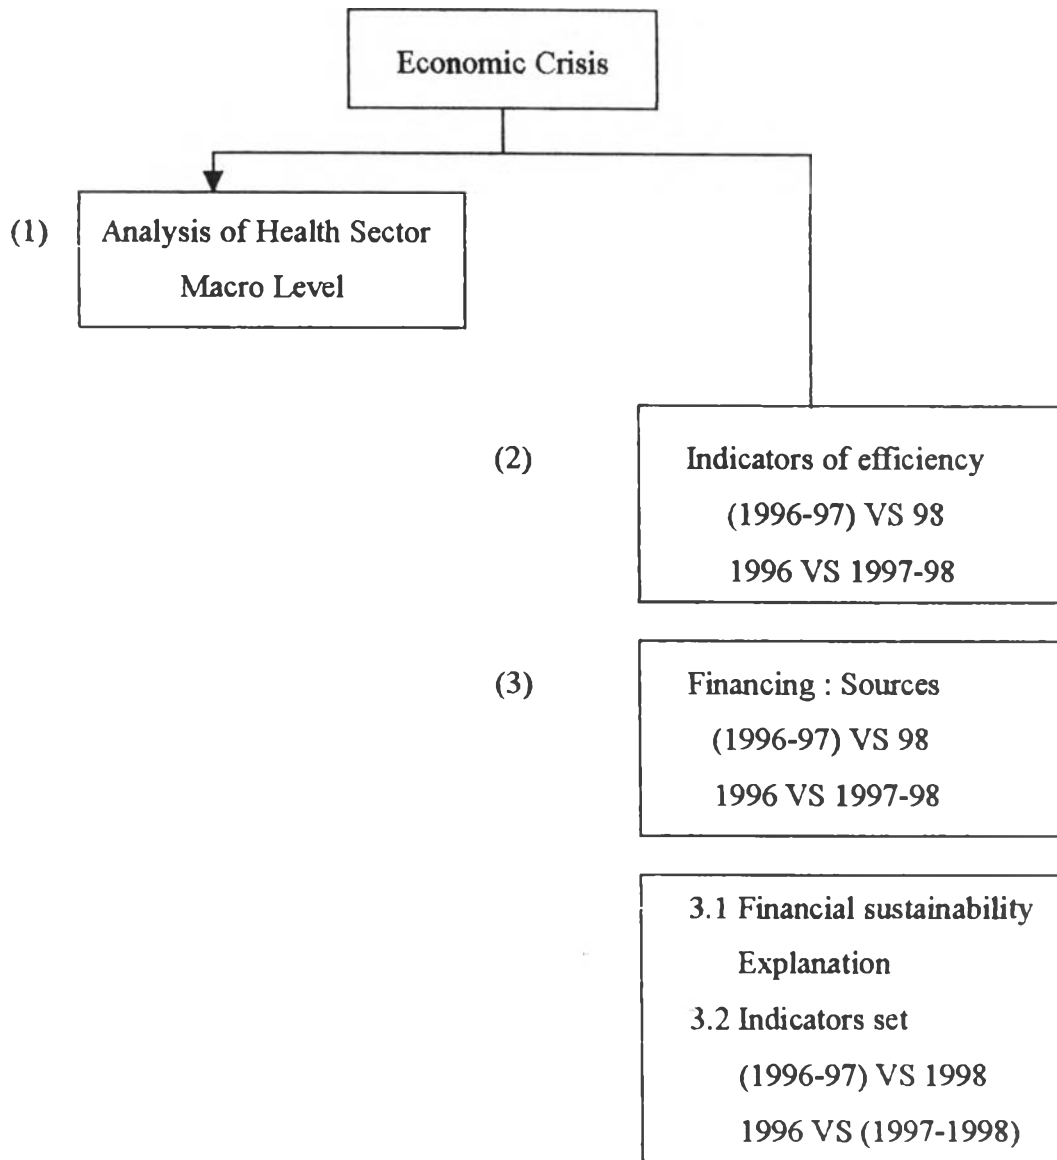 Economic Crisis
(1)
Analysis of Health Sector
Macro Level
(2)
Indicators of efficiency
(1996-97) VS 98
1996 VS 1997-98
(3)
Financing : Sources
(1996-97) VS 98
1996 VS 1997-98
3.1 Financial sustainability
Explanation
3.2 Indicators set
(1996-97) VS 1998
1996 VS (1997-1998)